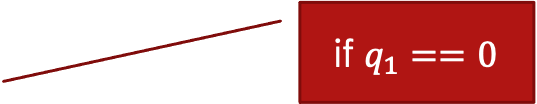 if q₁ == 0